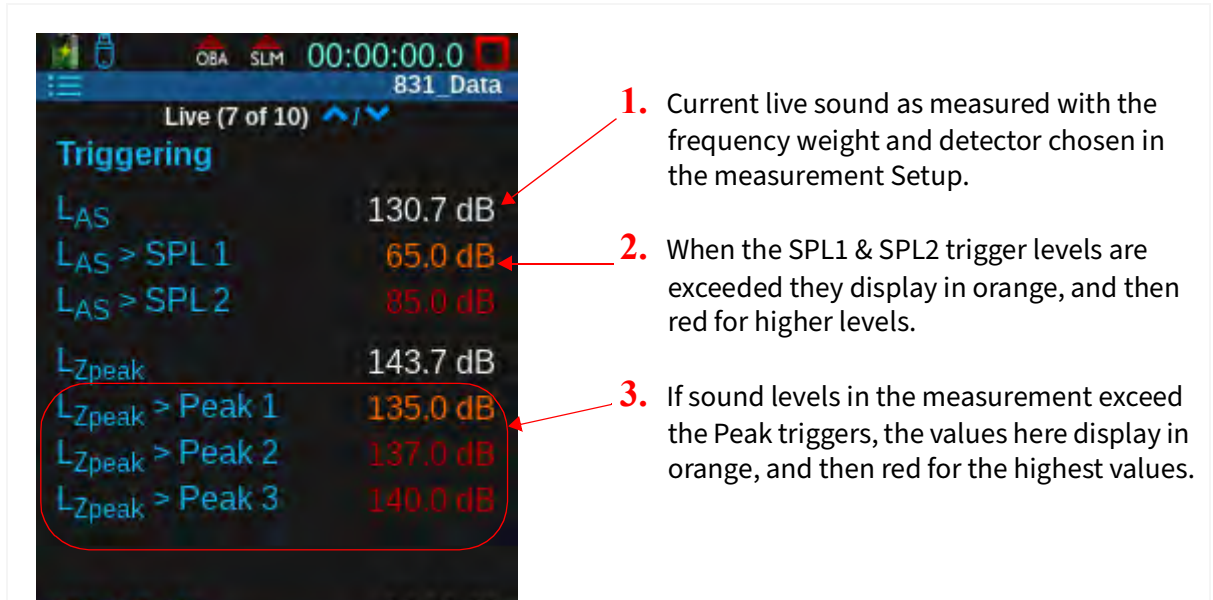 OBA SLM 00:00:00.0
831_Data
Live (7 of 10) /
Triggering
LAS 130.7 dB
LAS > SPL 1 65.0 dB
LAS > SPL 2 85.0 dB
LZpeak 143.7 dB
LZpeak > Peak 1 135.0 dB
LZpeak > Peak 2 137.0 dB
LZpeak > Peak 3 140.0 dB
1. Current live sound as measured with the
frequency weight and detector chosen in
the measurement Setup.
2. When the SPL1 & SPL2 trigger levels are
exceeded they display in orange, and then
red for higher levels.
3. If sound levels in the measurement exceed
the Peak triggers, the values here display in
orange, and then red for the highest values.